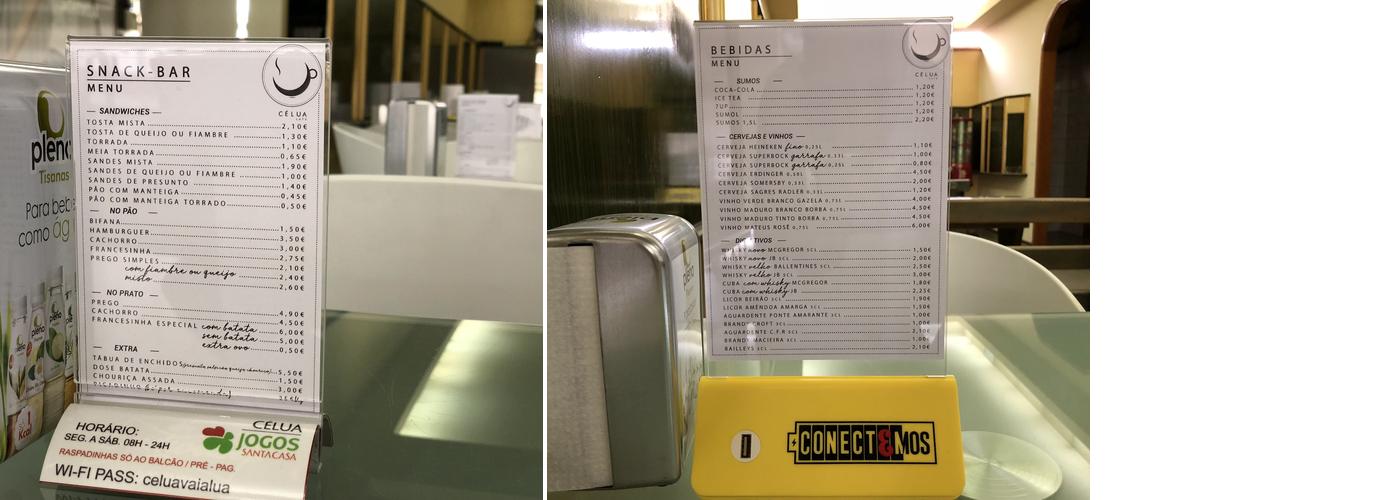 SNACK-BAR
MENU
CÉLUA
SANDWICHES
TOSTA MISTA 2,10€
TOSTA DE QUEIJO OU FIAMBRE 1,30€
TORRADA 1,10€
MEIA TORRADA 0,65€
SANDES MISTA 1,90€
SANDES DE QUEIJO OU FIAMBRE 1,00€
SANDES DE PRESUNTO 1,40€
PÃO COM MANTEIGA 0,45€
PÃO COM MANTEIGA TORRADO 0,50€
NO PÃO
BIFANA 1,50€
HAMBURGUER 3,50€
CACHORRO 3,00€
FRANCESINHA 2,75€
PREGO SIMPLES 2,10€
com fiambre ou queijo 2,40€
misto 2,60€
NO PRATO
PREGO 4,90€
CACHORRO 4,50€
FRANCESINHA ESPECIAL com batata 6,00€
sem batata 5,00€
extra ovo 0,50€
EXTRA
TÁBUA DE ENCHIDOS 5,50€
DOSE BATATA 1,50€
CHOURIÇA ASSADA 3,00€
pleno
Tisanas
Para bebe
como ág
1
Kcal
HORÁRIO:
SEG. A SÁB. 08H - 24H
RASPADINHAS SÓ AO BALCÃO / PRÉ - PAG.
WI-FI PASS: celuavaialua
CELUA
JOGOS
SANTACASA
BEBIDAS
MENU
CÉLUA
SUMOS
COCA-COLA 1,20€
ICE TEA 1,20€
7UP 1,20€
SUMOL 1,20€
SUMOS 1,5L 2,20€
CERVEJAS E VINHOS
CERVEJA HEINEKEN fino 0,25L 1,10€
CERVEJA SUPERBOCK garrafa 0,33L 1,00€
CERVEJA SUPERBOCK garrafa 0,25L 0,80€
CERVEJA ERDINGER 0,50L 4,50€
CERVEJA SOMERSBY 0,33L 2,00€
CERVEJA SAGRES RADLER 0,33L 1,20€
VINHO VERDE BRANCO GAZELA 0,75L 4,00€
VINHO MADURO BRANCO BORBA 0,75L 4,50€
VINHO MADURO TINTO BORBA 0,75L 4,50€
VINHO MATEUS ROSÉ 0,75L 6,00€
WHISKY novo MCGREGOR 5CL 1,50€
WHISKY novo JB 5CL 2,00€
WHISKY velho BALLENTINES 5CL 2,50€
WHISKY velho JB 5CL 3,00€
CUBA com whisky MCGREGOR 1,80€
CUBA com whisky JB 2,25€
LICOR BEIRÃO 5CL 1,90€
LICOR AMÊNDOA AMARGA 5CL 1,50€
AGUARDENTE PONTE AMARANTE 5CL 1,00€
BRANDY CROFT 5CL 1,00€
AGUARDENTE C.F.R 5CL 2,10€
BRANDY MACIEIRA 5CL 1,00€
BAILLEYS 5CL 2,10€
CONECT&MOS